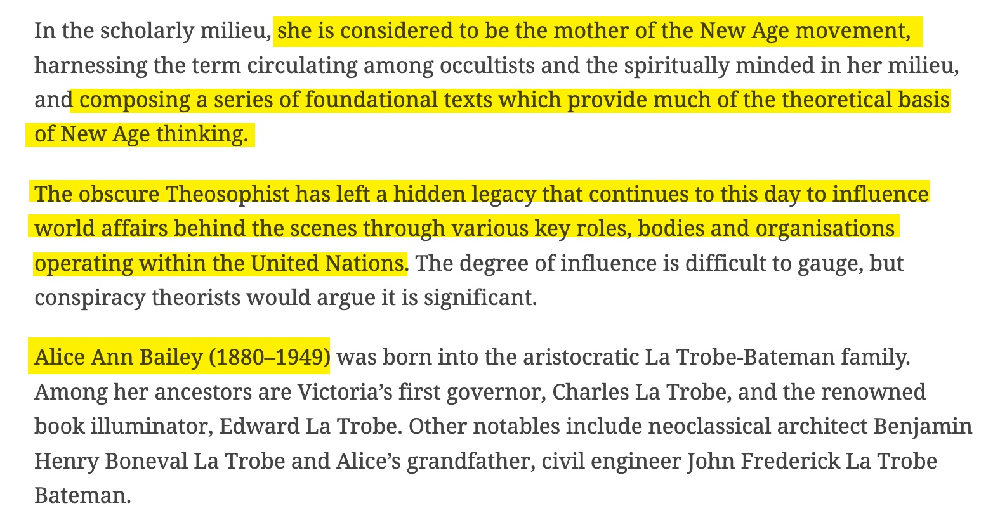 In the scholarly milieu, she is considered to be the mother of the New Age movement,
harnessing the term circulating among occultists and the spiritually minded in her milieu,
and composing a series of foundational texts which provide much of the theoretical basis
of New Age thinking.
The obscure Theosophist has left a hidden legacy that continues to this day to influence
world affairs behind the scenes through various key roles, bodies and organisations
operating within the United Nations. The degree of influence is difficult to gauge, but
conspiracy theorists would argue it is significant.
Alice Ann Bailey (1880–1949) was born into the aristocratic La Trobe-Bateman family.
Among her ancestors are Victoria’s first governor, Charles La Trobe, and the renowned
book illuminator, Edward La Trobe. Other notables include neoclassical architect Benjamin
Henry Boneval La Trobe and Alice’s grandfather, civil engineer John Frederick La Trobe
Bateman.